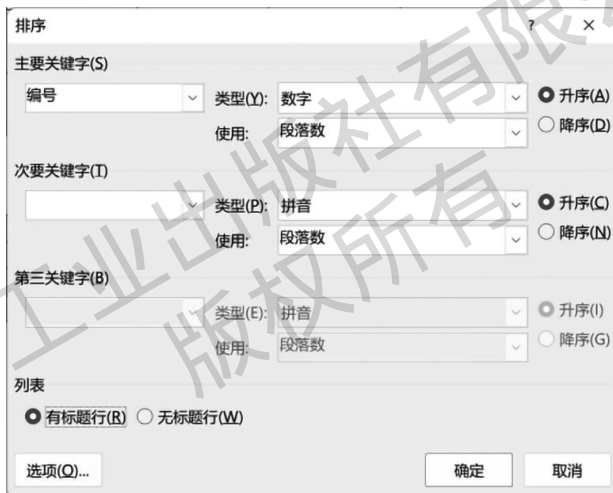 排序 ? ×
主要关键字(S)
编号 类型(Y): 数字 升序(A)
使用: 段落数 降序(D)
次要关键字(T)
类型(P): 拼音 升序(C)
使用: 段落数 降序(N)
第三关键字(B)
类型(E): 拼音 升序(I)
使用: 段落数 降序(G)
列表
有标题行(R) 无标题行(W)
选项(O)... 确定 取消
工业出版社有限
版权所有